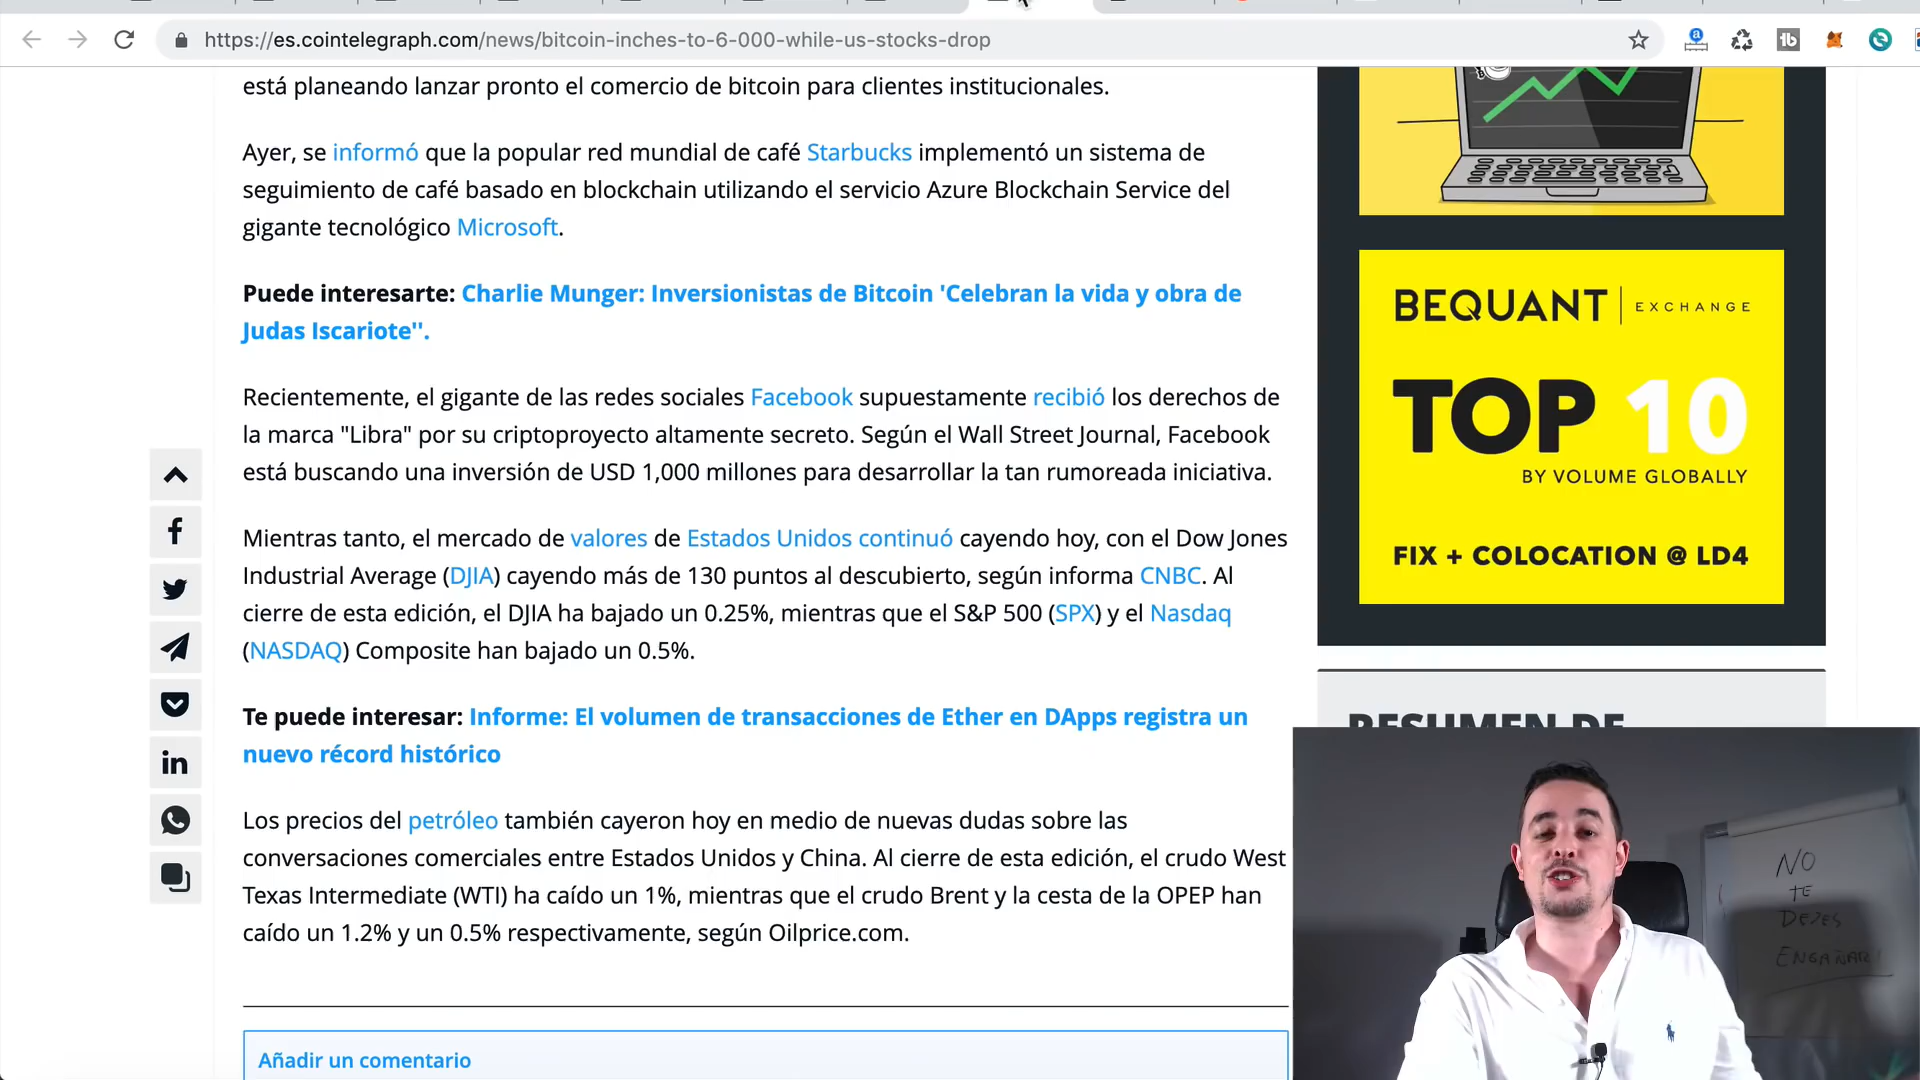 https://es.cointelegraph.com/news/bitcoin-inches-to-6-000-while-us-stocks-drop
está planeando lanzar pronto el comercio de bitcoin para clientes institucionales.
Ayer, se informó que la popular red mundial de café Starbucks implementó un sistema de
seguimiento de café basado en blockchain utilizando el servicio Azure Blockchain Service del
gigante tecnológico Microsoft.
Puede interesarte: Charlie Munger: Inversionistas de Bitcoin 'Celebran la vida y obra de
Judas Iscariote''.
Recientemente, el gigante de las redes sociales Facebook supuestamente recibió los derechos de
la marca "Libra" por su criptoproyecto altamente secreto. Según el Wall Street Journal, Facebook
está buscando una inversión de USD 1,000 millones para desarrollar la tan rumoreada iniciativa.
Mientras tanto, el mercado de valores de Estados Unidos continuó cayendo hoy, con el Dow Jones
Industrial Average (DJIA) cayendo más de 130 puntos al descubierto, según informa CNBC. Al
cierre de esta edición, el DJIA ha bajado un 0.25%, mientras que el S&P 500 (SPX) y el Nasdaq
(NASDAQ) Composite han bajado un 0.5%.
Te puede interesar: Informe: El volumen de transacciones de Ether en DApps registra un
nuevo récord histórico
Los precios del petróleo también cayeron hoy en medio de nuevas dudas sobre las
conversaciones comerciales entre Estados Unidos y China. Al cierre de esta edición, el crudo West
Texas Intermediate (WTI) ha caído un 1%, mientras que el crudo Brent y la cesta de la OPEP han
caído un 1.2% y un 0.5% respectivamente, según Oilprice.com.
Añadir un comentario
BEQUANT | EXCHANGE
TOP 10
BY VOLUME GLOBALLY
FIX + COLOCATION @ LD4
RESUMEN DE
NO
TE
DEJES
ENGAÑAR!